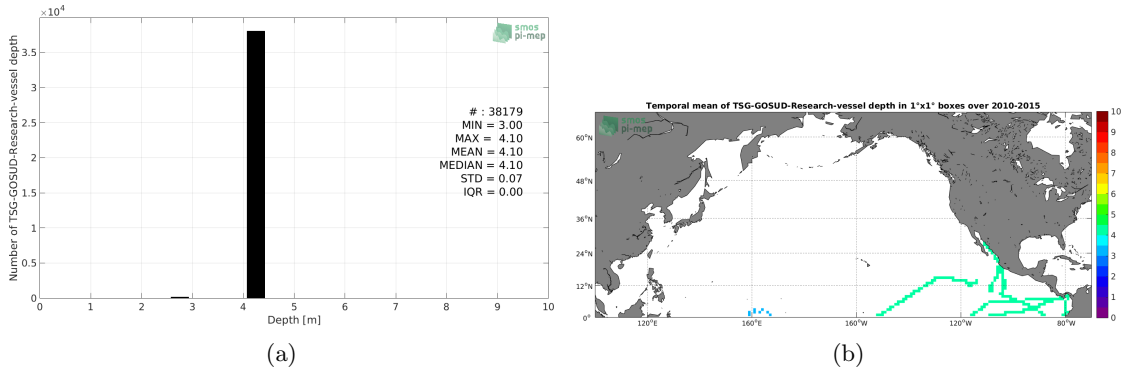 ×10⁴
smos
pi-mep
Number of TSG-GOSUD-Research-vessel depth
3.5
3
2.5
2
1.5
1
0.5
0
# : 38179
MIN = 3.00
MAX = 4.10
MEAN = 4.10
MEDIAN = 4.10
STD = 0.07
IQR = 0.00
0 1 2 3 4 5 6 7 8 9 10
Depth [m]
(a)
Temporal mean of TSG-GOSUD-Research-vessel depth in 1°x1° boxes over 2010-2015
smos
pi-mep
60°N
48°N
36°N
24°N
12°N
0°
120°E 160°E 160°W 120°W 80°W
10
9
8
7
6
5
4
3
2
1
0
(b)